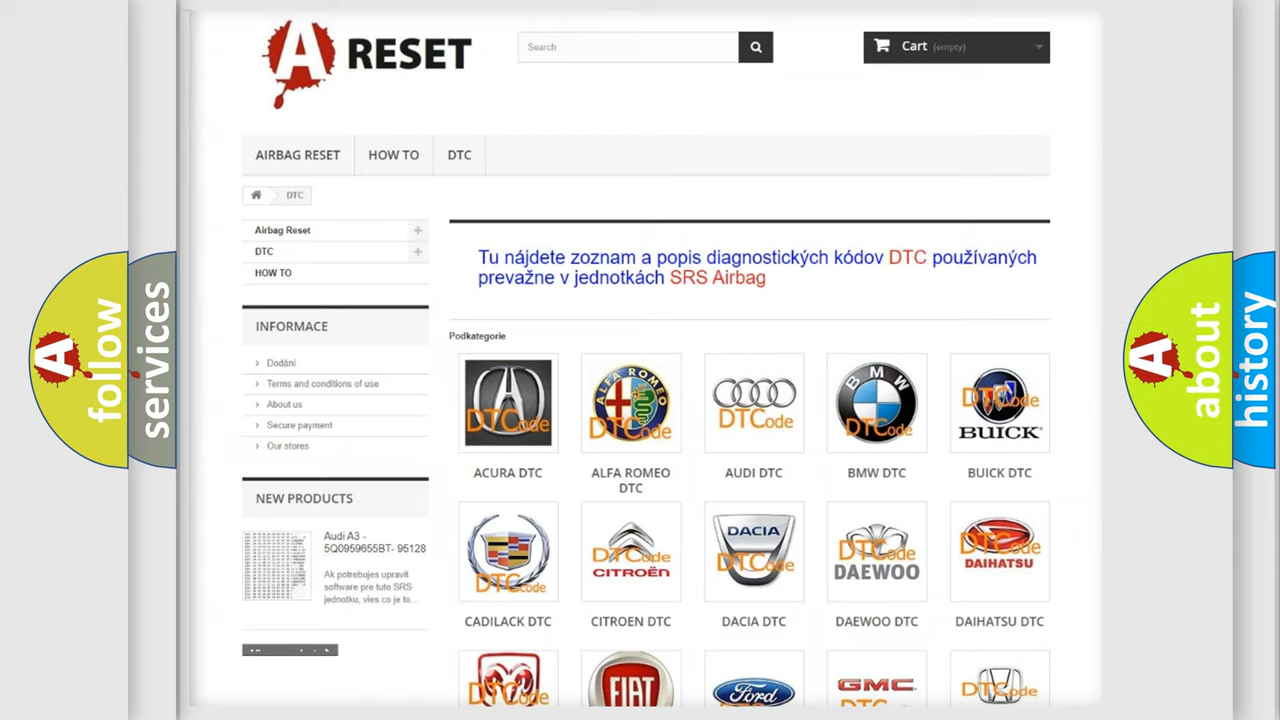 A RESET
Search
Cart (empty)
AIRBAG RESET
HOW TO
DTC
DTC
Airbag Reset
DTC
HOW TO
Tu nájdete zoznam a popis diagnostických kódov DTC používaných
prevažne v jednotkách SRS Airbag
INFORMACE
Dodání
Terms and conditions of use
About us
Secure payment
Our stores
NEW PRODUCTS
Audi A3 -
5Q0959655BT- 95128
Ak potrebujes upravit
software pre tuto SRS
jednotku, vies co je to...
Podkategorie
DTCode
ALFA ROMEO
DTCode
DTCode
BMW
DTCode
DTCode
BUICK
ACURA DTC
ALFA ROMEO
DTC
AUDI DTC
BMW DTC
BUICK DTC
DTCode
DTCode
CITROËN
DACIA
DTCode
DTCode
DAEWOO
DTCode
DAIHATSU
CADILACK DTC
CITROEN DTC
DACIA DTC
DAEWOO DTC
DAIHATSU DTC
DTCode
FIAT
Ford
GMC
DTCode
A follow
services
A about
history